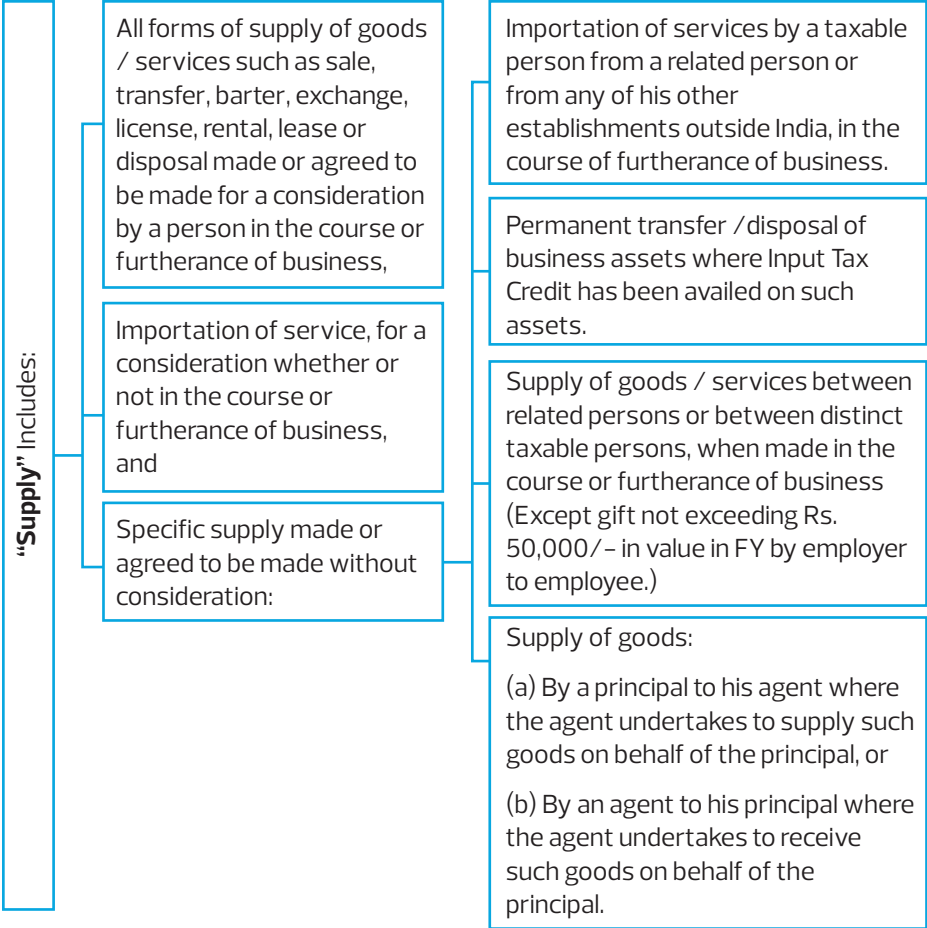 “Supply” Includes:
All forms of supply of goods
/ services such as sale,
transfer, barter, exchange,
license, rental, lease or
disposal made or agreed to
be made for a consideration
by a person in the course or
furtherance of business,
Importation of service, for a
consideration whether or
not in the course or
furtherance of business,
and
Specific supply made or
agreed to be made without
consideration:
Importation of services by a taxable
person from a related person or
from any of his other
establishments outside India, in the
course of furtherance of business.
Permanent transfer /disposal of
business assets where Input Tax
Credit has been availed on such
assets.
Supply of goods / services between
related persons or between distinct
taxable persons, when made in the
course or furtherance of business
(Except gift not exceeding Rs.
50,000/- in value in FY by employer
to employee.)
Supply of goods:
(a) By a principal to his agent where
the agent undertakes to supply such
goods on behalf of the principal, or
(b) By an agent to his principal where
the agent undertakes to receive
such goods on behalf of the
principal.